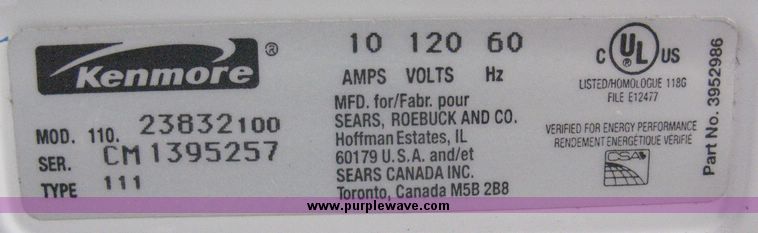 Kenmore ®
MOD. 110. 23832100
SER. CM1395257
TYPE 111
10 120 60
AMPS VOLTS Hz
MFD. for/Fabr. pour
SEARS, ROEBUCK AND CO.
Hoffman Estates, IL
60179 U.S.A. and/et
SEARS CANADA INC.
Toronto, Canada M5B 2B8
C UL US
LISTED/HOMOLOGUE 118G
FILE E12477
VERIFIED FOR ENERGY PERFORMANCE
RENDEMENT ENERGÉTIQUE VÉRIFIÉ
CSA
Part No. 3952986
www.purplewave.com